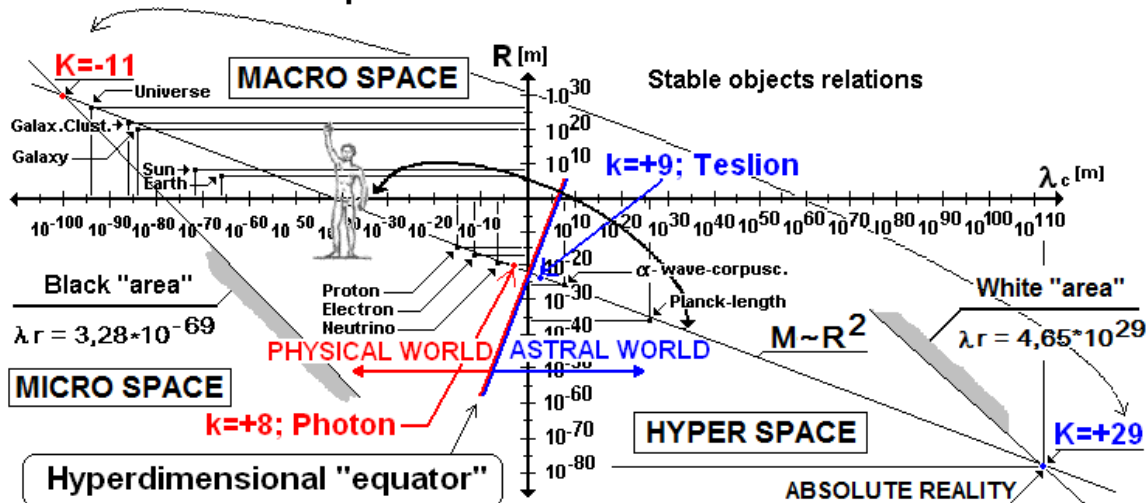 R [m]
K=-11
MACRO SPACE
Stable objects relations
Universe
10^30
Galax.Clust.
10^20
Galaxy
10^10
Sun
Earth
k=+9; Teslion
λc [m]
10^-100 10^-90 10^-80 10^-70 10^-60 10^-30 10^-20 10^-10 10^10 10^20 10^30 10^40 10^50 10^60 10^70 10^80 10^90 10^100 10^110
10^-20
α-wave-corpusc.
Black "area"
Proton
10^-30
White "area"
Electron
Planck-length
λ r = 3,28*10^-69
Neutrino
10^-40
M~R^2
λ r = 4,65*10^29
PHYSICAL WORLD
ASTRAL WORLD
MICRO SPACE
10^-50
10^-60
k=+8; Photon
HYPER SPACE
K=+29
10^-70
Hyperdimensional "equator"
10^-80
ABSOLUTE REALITY